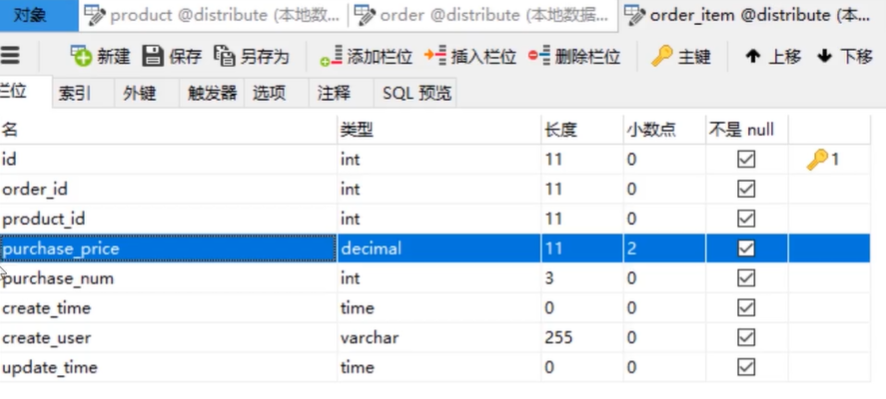 对象 product @distribute (本地数... order @distribute (本地数据... order_item @distribute (本...
新建 保存 另存为 添加栏位 插入栏位 删除栏位 主键 上移 下移
栏位 索引 外键 触发器 选项 注释 SQL 预览
名 类型 长度 小数点 不是 null
id int 11 0 1
order_id int 11 0
product_id int 11 0
purchase_price decimal 11 2
purchase_num int 3 0
create_time time 0 0
create_user varchar 255 0
update_time time 0 0